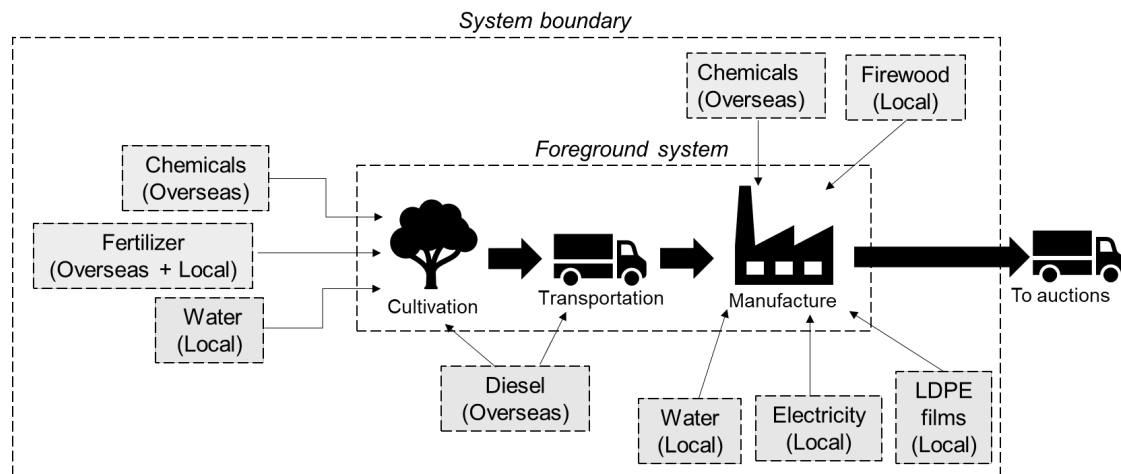 System boundary
Chemicals
(Overseas)
Firewood
(Local)
Foreground system
Chemicals
(Overseas)
Fertilizer
(Overseas + Local)
Water
(Local)
Cultivation
Transportation
Manufacture
To auctions
Diesel
(Overseas)
Water
(Local)
Electricity
(Local)
LDPE
films
(Local)